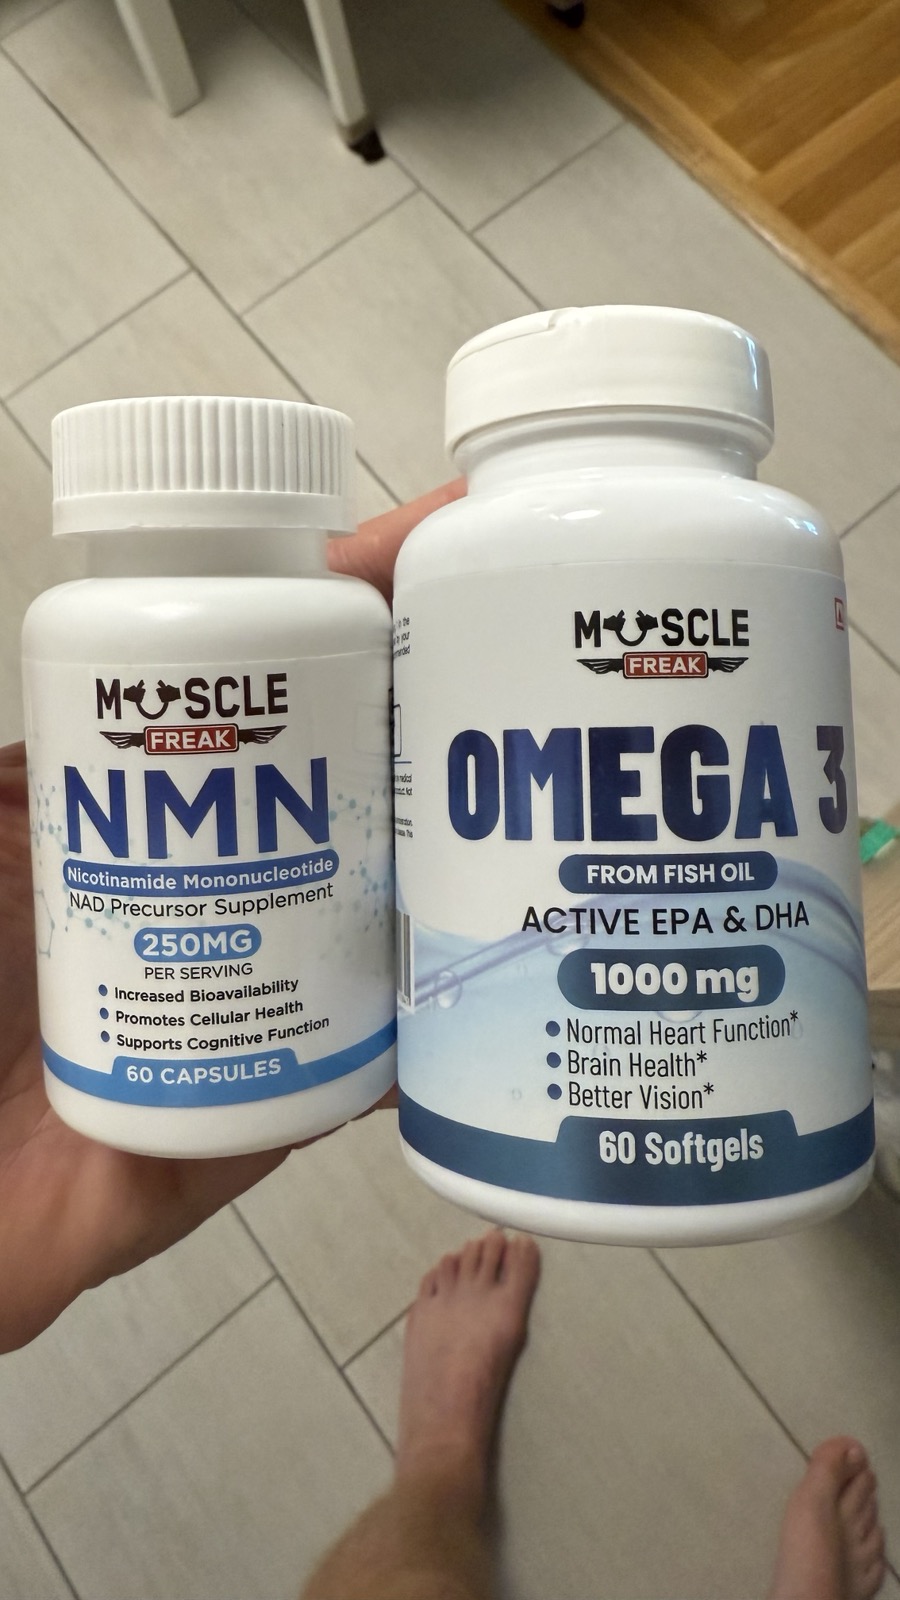 MUSCLE
FREAK
NMN
Nicotinamide Mononucleotide
NAD Precursor Supplement
250MG
PER SERVING
• Increased Bioavailability
• Promotes Cellular Health
• Supports Cognitive Function
60 CAPSULES
MUSCLE
FREAK
OMEGA 3
FROM FISH OIL
ACTIVE EPA & DHA
1000 mg
• Normal Heart Function*
• Brain Health*
• Better Vision*
60 Softgels